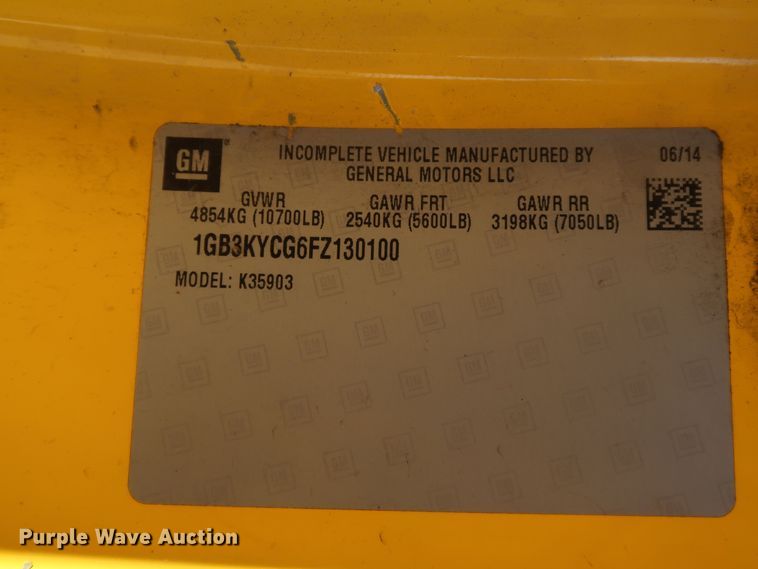 GM
INCOMPLETE VEHICLE MANUFACTURED BY
GENERAL MOTORS LLC
06/14
GVWR GAWR FRT GAWR RR
4854KG (10700LB) 2540KG (5600LB) 3198KG (7050LB)
1GB3KYCG6FZ130100
MODEL: K35903
Purple Wave Auction